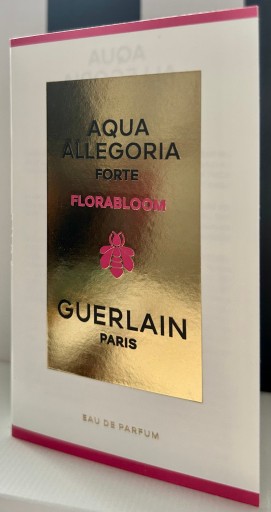 AQUA
ALLEGORIA
FORTE
FLORABLOOM
GUERLAIN
PARIS
EAU DE PARFUM